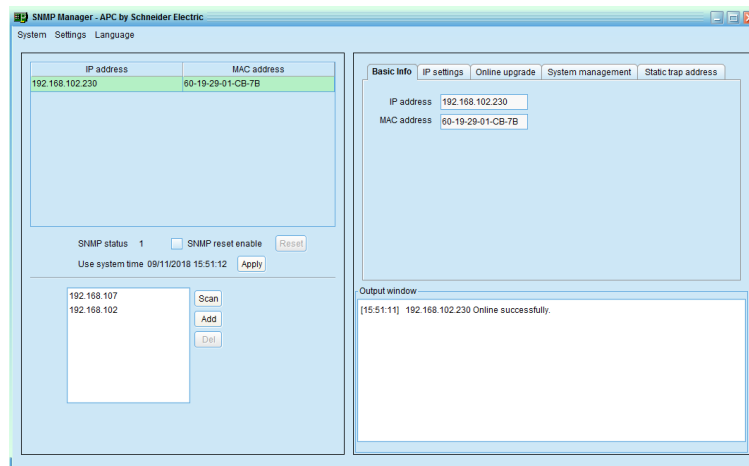 SNMP Manager - APC by Schneider Electric
System Settings Language
IP address MAC address
192.168.102.230 60-19-29-01-CB-7B
SNMP status 1 SNMP reset enable Reset
Use system time 09/11/2018 15:51:12 Apply
192.168.107
192.168.102
Scan
Add
Del
Basic Info IP settings Online upgrade System management Static trap address
IP address 192.168.102.230
MAC address 60-19-29-01-CB-7B
Output window
[15:51:11] 192.168.102.230 Online successfully.